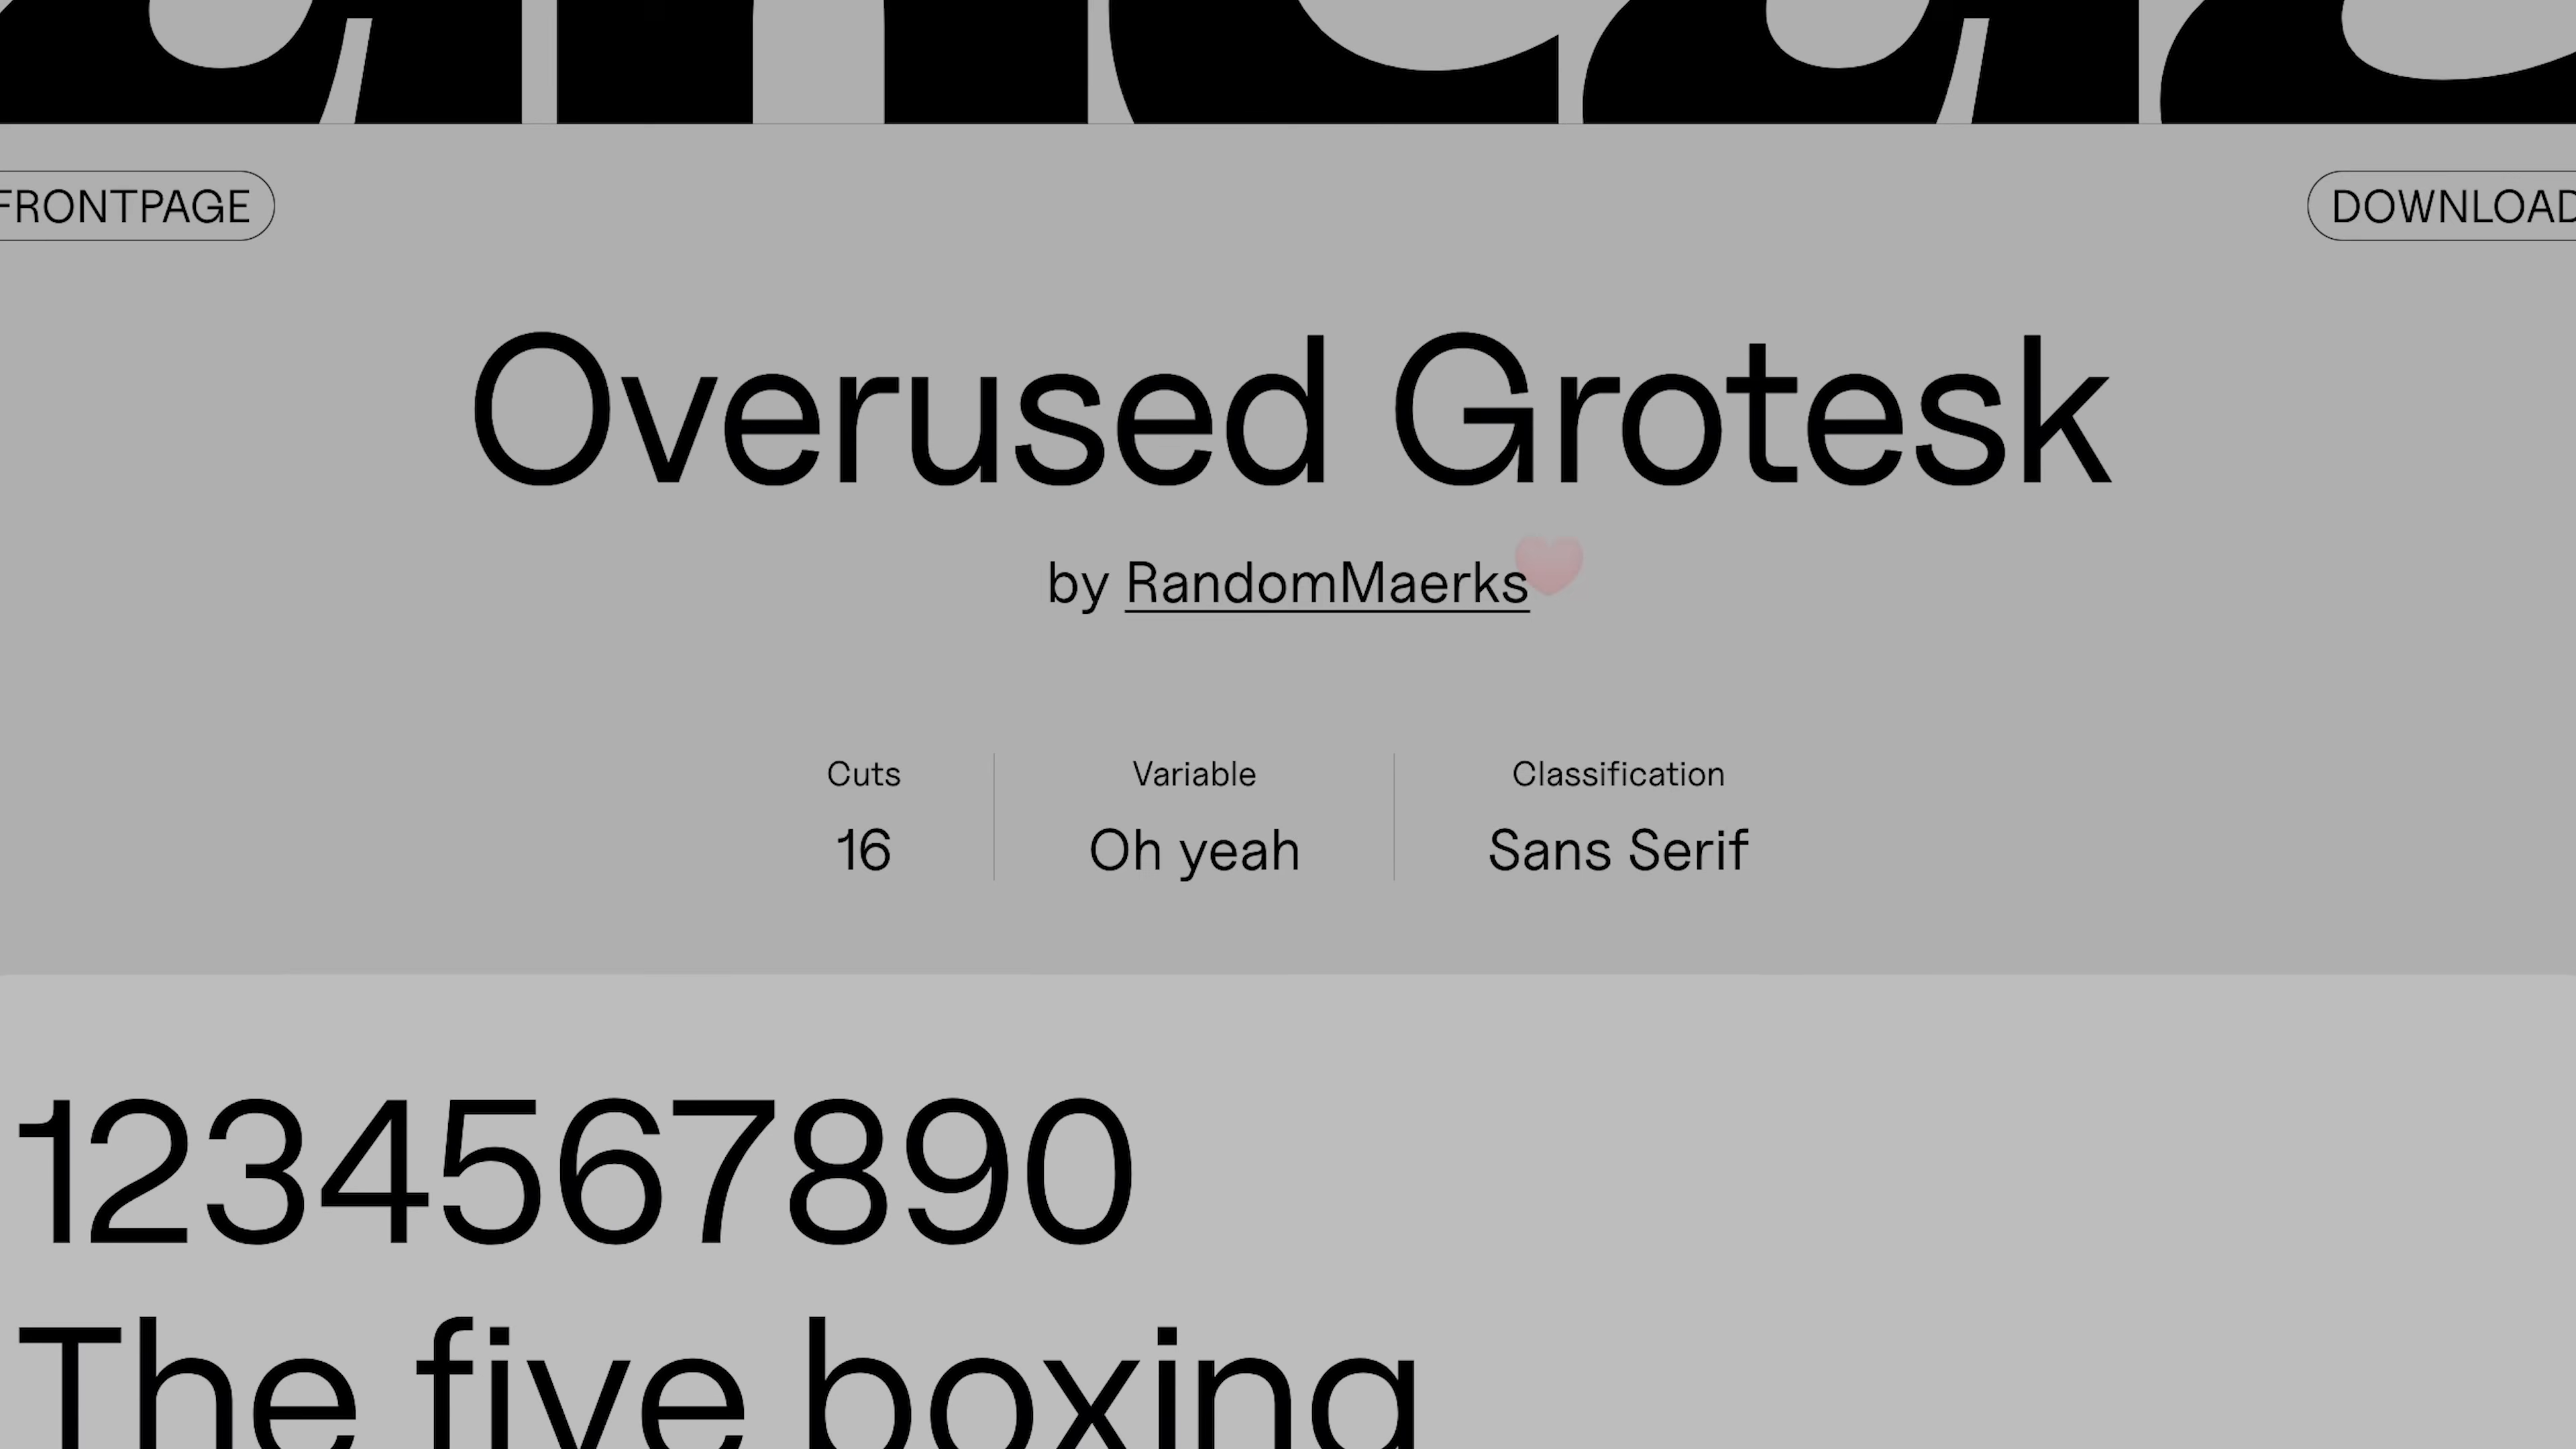 FRONTPAGE
DOWNLOAD
Overused Grotesk
by RandomMaerks
Cuts
Variable
Classification
16
Oh yeah
Sans Serif
1234567890
The five boxing